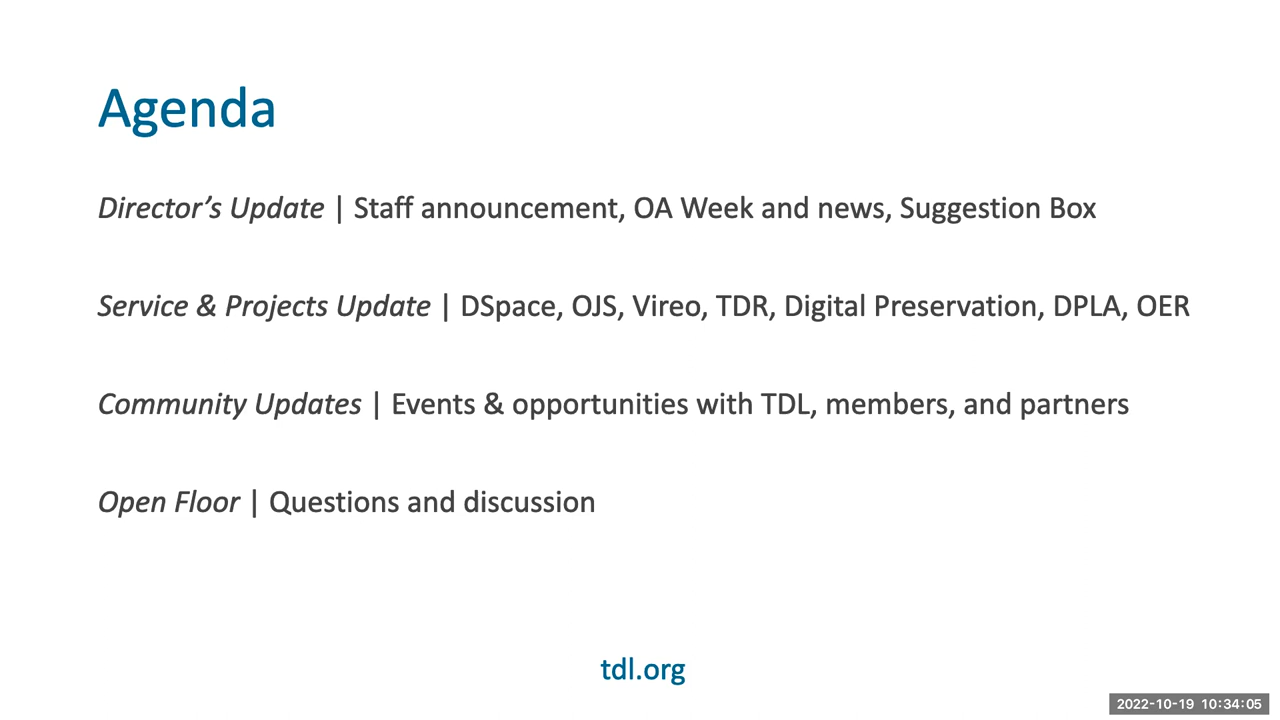 Agenda
Director’s Update | Staff announcement, OA Week and news, Suggestion Box
Service & Projects Update | DSpace, OJS, Vireo, TDR, Digital Preservation, DPLA, OER
Community Updates | Events & opportunities with TDL, members, and partners
Open Floor | Questions and discussion
tdl.org
2022-10-19 10:34:05